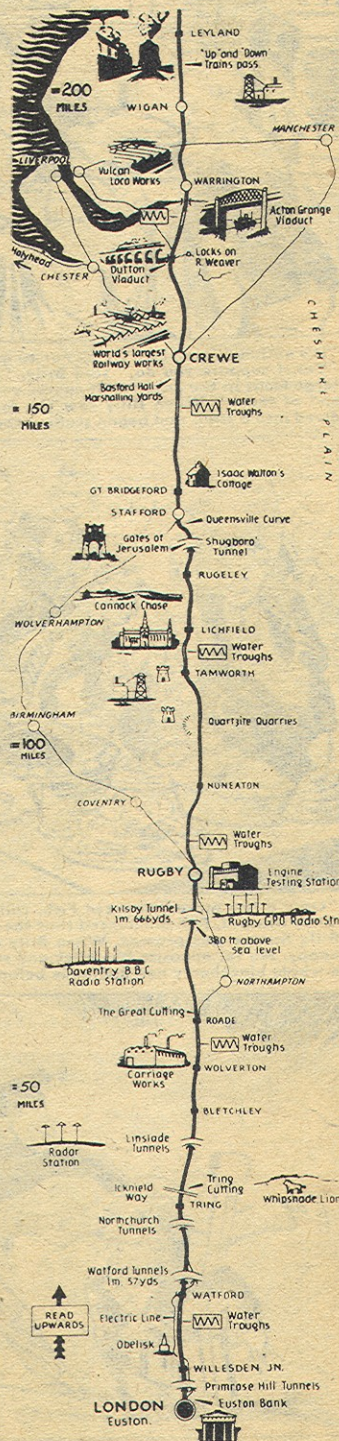 LEYLAND
"Up" and "Down"
Trains pass.
= 200
MILES
WIGAN
MANCHESTER
LIVERPOOL
Vulcan
Loco Works
WARRINGTON
Acton Grange
Viaduct
Holyhead
CHESTER
Dutton
Viaduct
Locks on
R. Weaver
CHESHIRE PLAIN
World's largest
Railway Works
CREWE
Basford Hall
Marshalling Yards
= 150
MILES
Water
Troughs
Isaac Walton's
Cottage
GT BRIDGEFORD
STAFFORD
Queensville Curve
Gates of
Jerusalem
Shugboro'
Tunnel
RUGELEY
Cannock Chase
WOLVERHAMPTON
LICHFIELD
Water
Troughs
TAMWORTH
BIRMINGHAM
Quartzite Quarries
= 100
MILES
NUNEATON
COVENTRY
Water
Troughs
RUGBY
Engine
Testing Station
Kilsby Tunnel
1m. 666yds
Rugby G.P.O Radio Stn
380 ft above
Sea level
Daventry B.B.C
Radio Station
NORTHAMPTON
The Great Cutting
ROADE
Water
Troughs
Carriage
Works
WOLVERTON
= 50
MILES
BLETCHLEY
Radar
Station
Linslade
Tunnels
Icknield
Way
Tring
Cutting
TRING
Whipsnade Lion
Northchurch
Tunnels
Watford Tunnels
1m. 57yds
WATFORD
READ
UPWARDS
Electric Line
Water
Troughs
Obelisk
WILLESDEN JN.
Primrose Hill Tunnels
LONDON
Euston.
Euston Bank